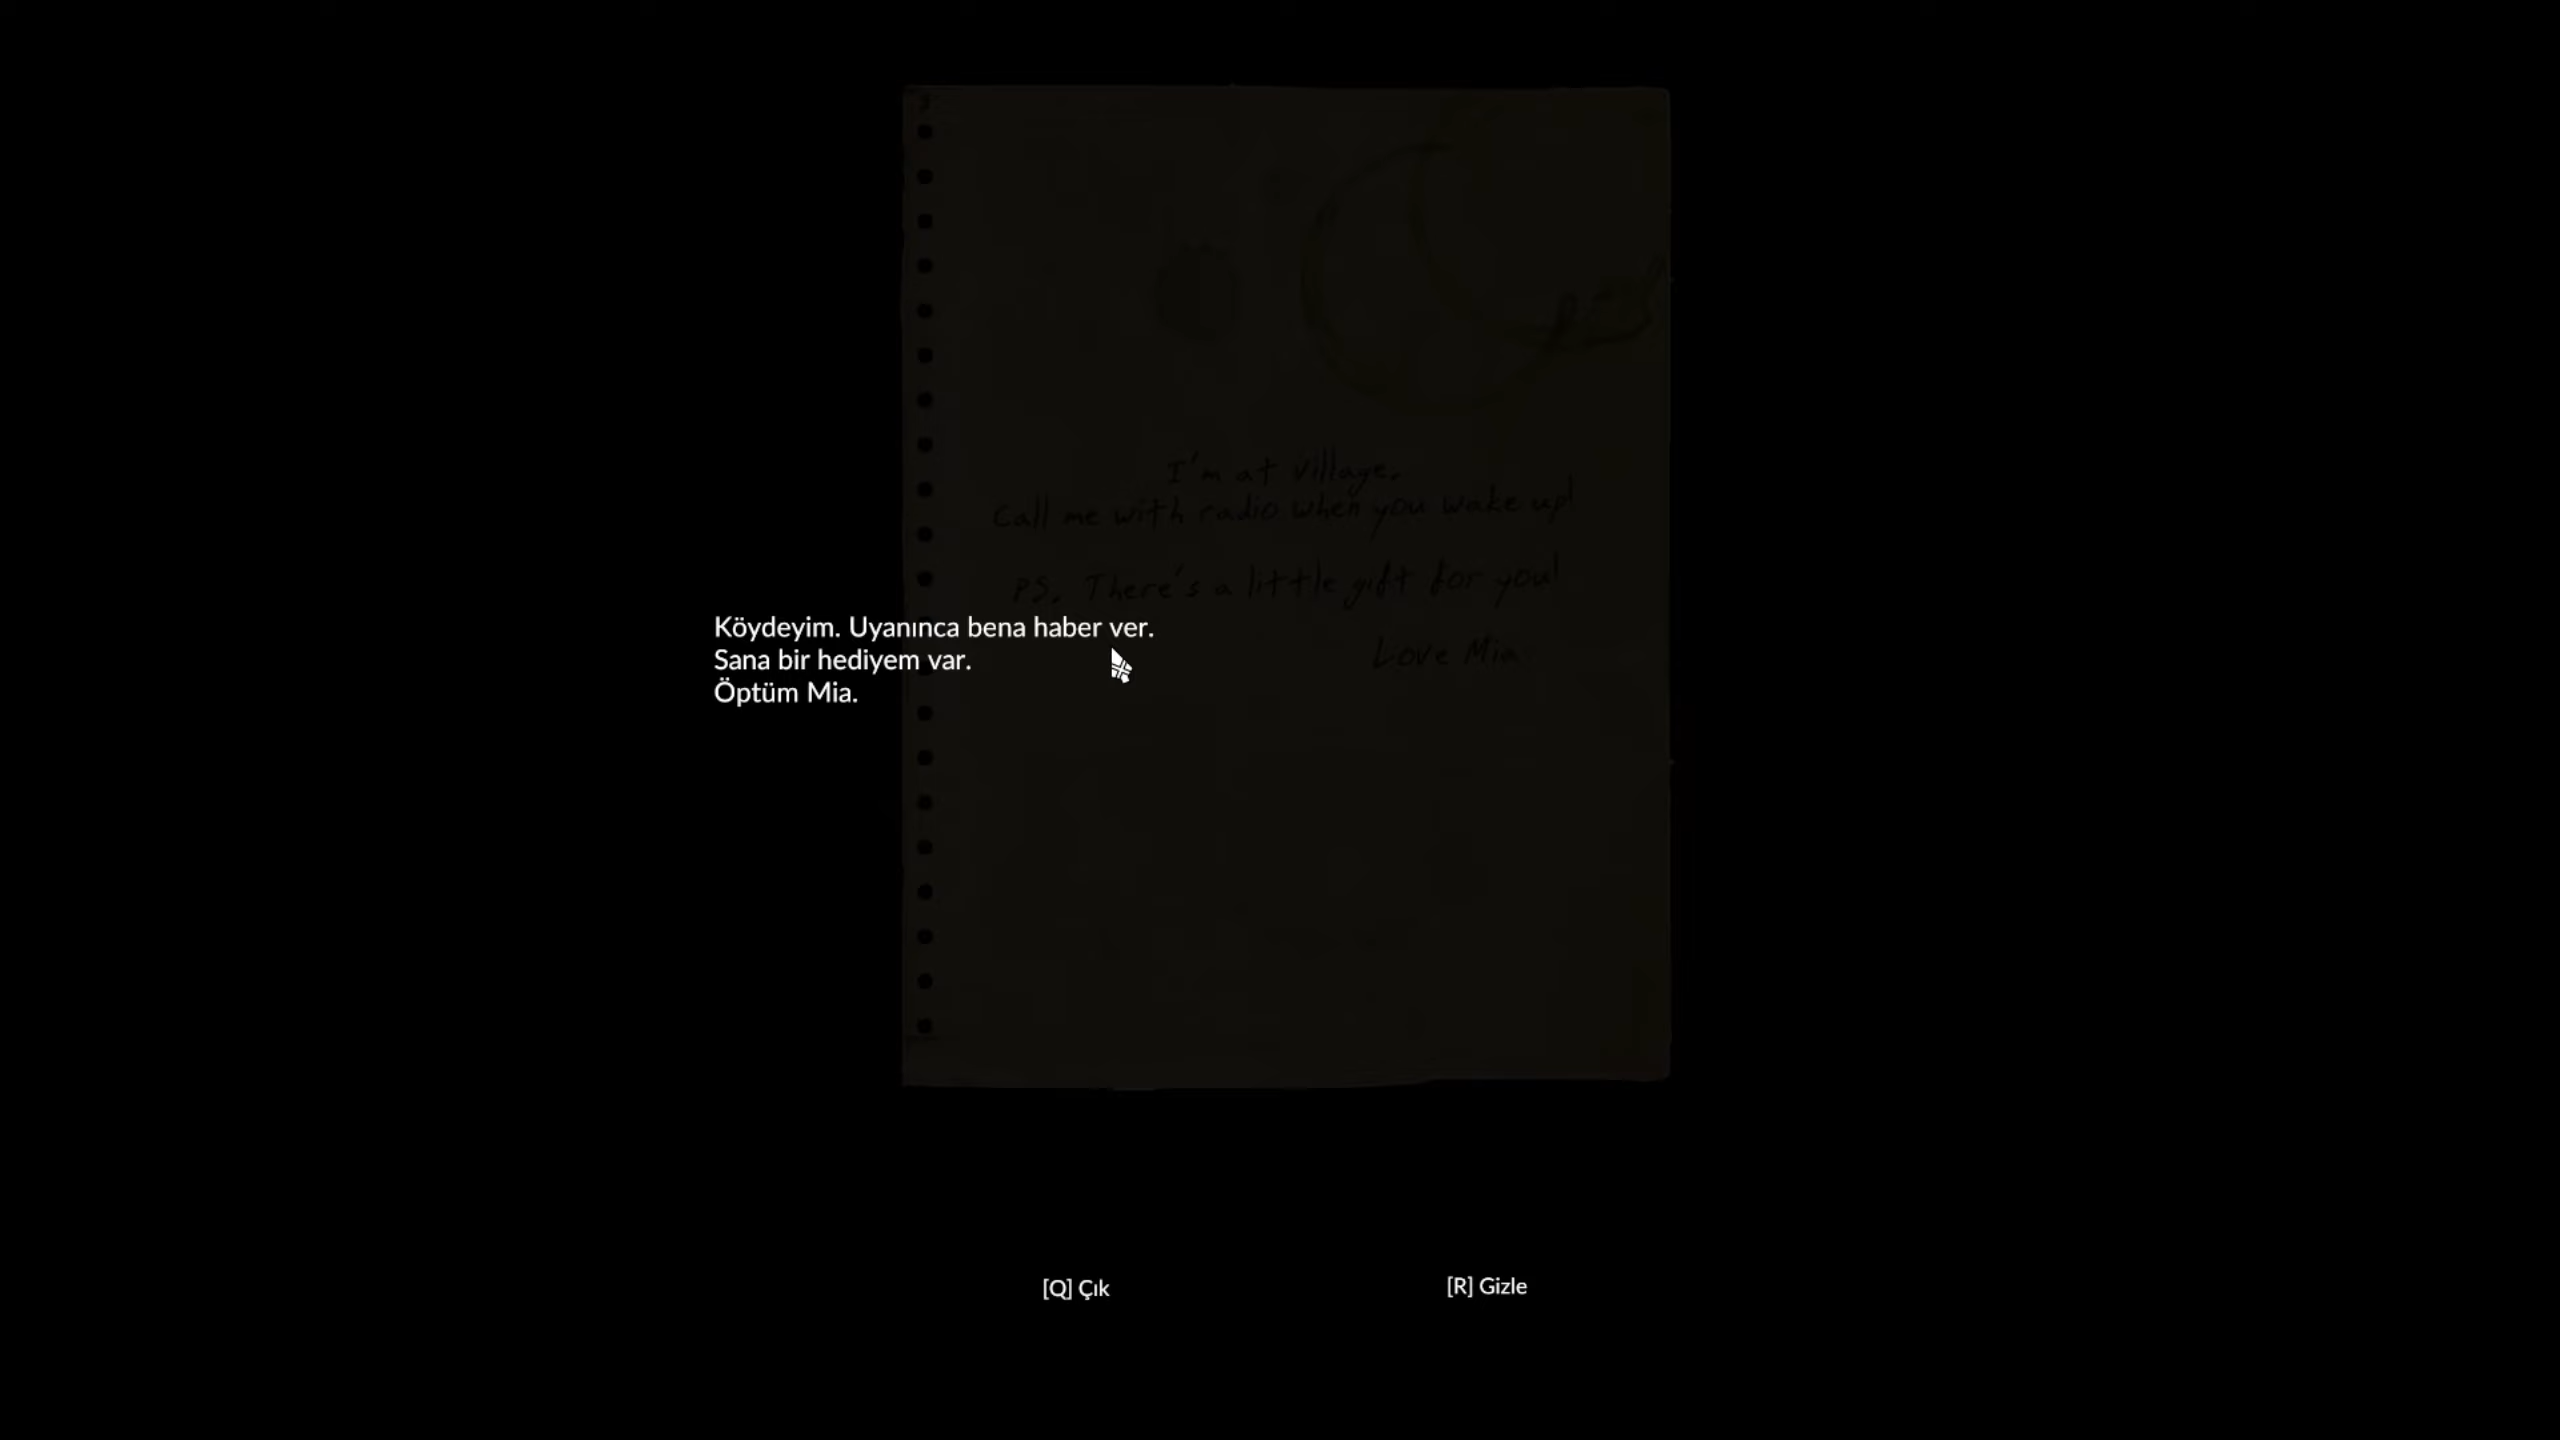 I'm at village.
Call me with radio when you wake up!
PS. There's a little gift for you!
Love Mia
Köydeyim. Uyanınca bena haber ver.
Sana bir hediyem var.
Öptüm Mia.
[Q] Çık
[R] Gizle